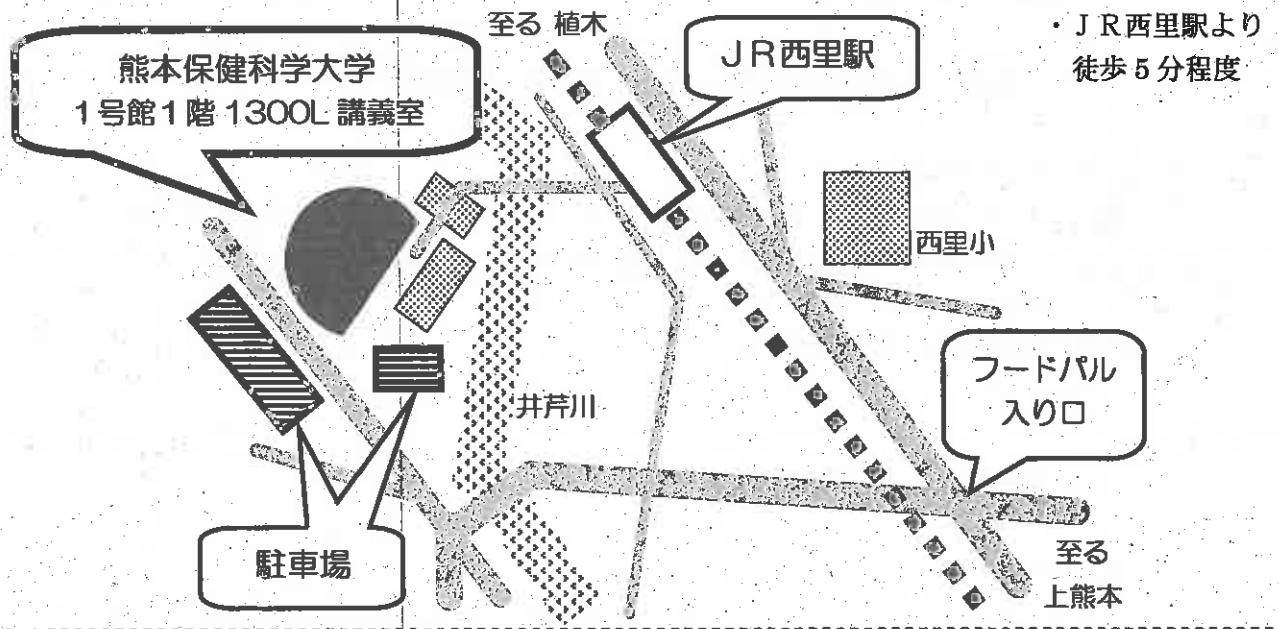 至る 植木
・ＪＲ西里駅より
徒歩５分程度
ＪＲ西里駅
熊本保健科学大学
１号館１階 1300L 講義室
西里小
フードパル
入り口
井芹川
駐車場
至る
上熊本